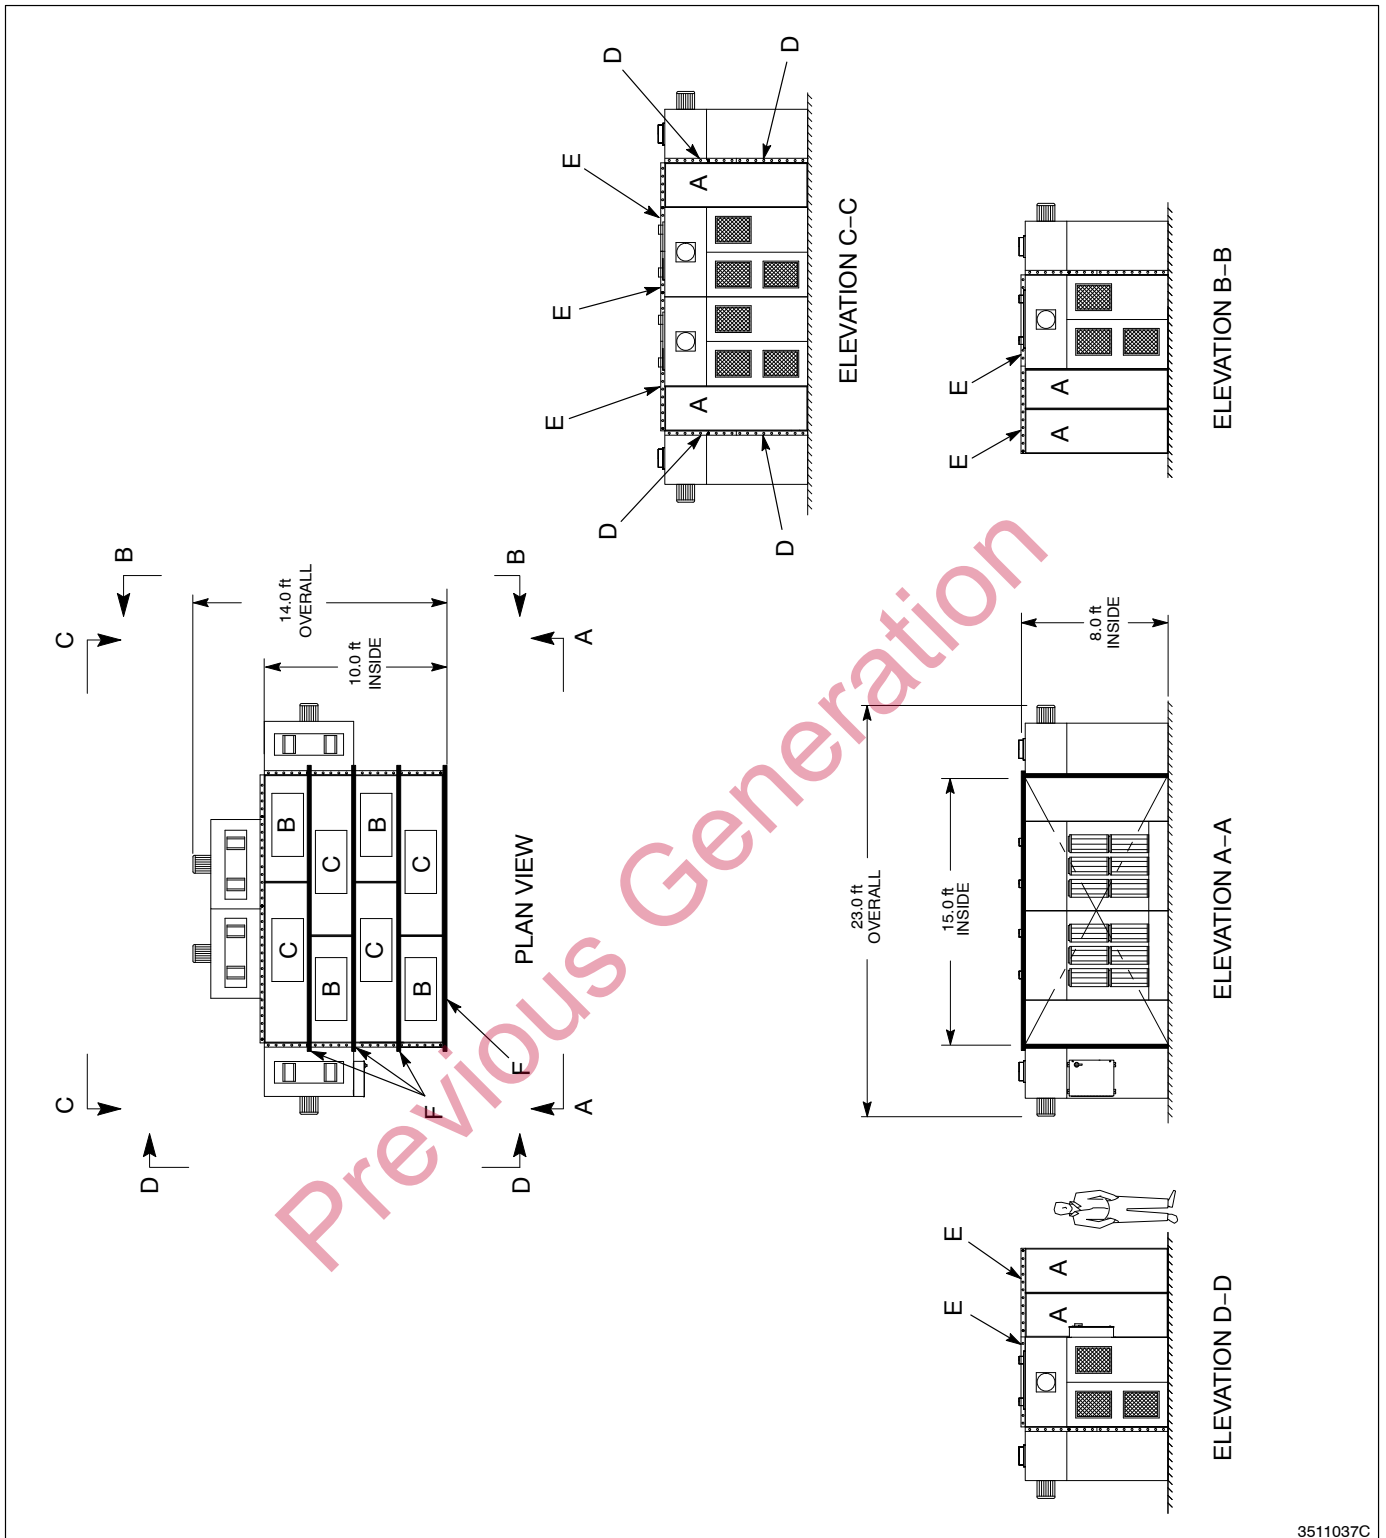 D
D
E
A
E
A
E
D
D
ELEVATION C–C
E
A
E
A
ELEVATION B–B
C
B
14.0 ft
OVERALL
10.0 ft
INSIDE
B
A
B
C
B
C
C
B
C
B
PLAN VIEW
F
F
C
D
A
D
23.0 ft
OVERALL
15.0 ft
INSIDE
8.0 ft
INSIDE
ELEVATION A–A
E
E
A
A
ELEVATION D–D
Previous Generation
3511037C